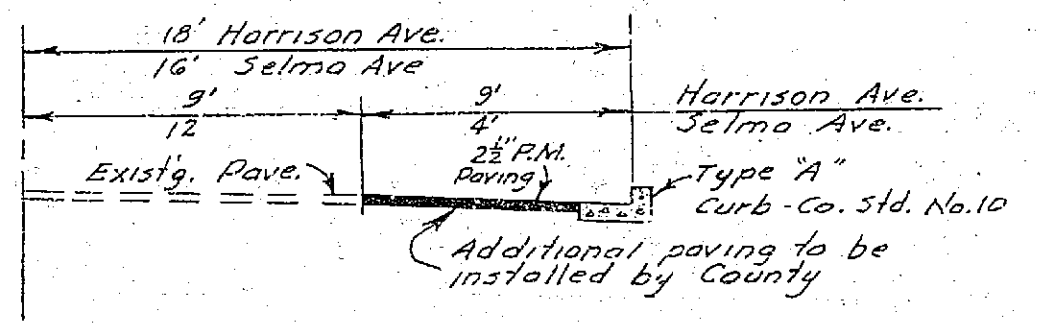 18' Harrison Ave.
16' Selma Ave
9'
9'
Harrison Ave.
12
4'
Selma Ave.
2½" P.M.
Paving
Exist'g. Pave.
Type "A"
Curb-Co. Std. No.10
Additional paving to be
installed by County